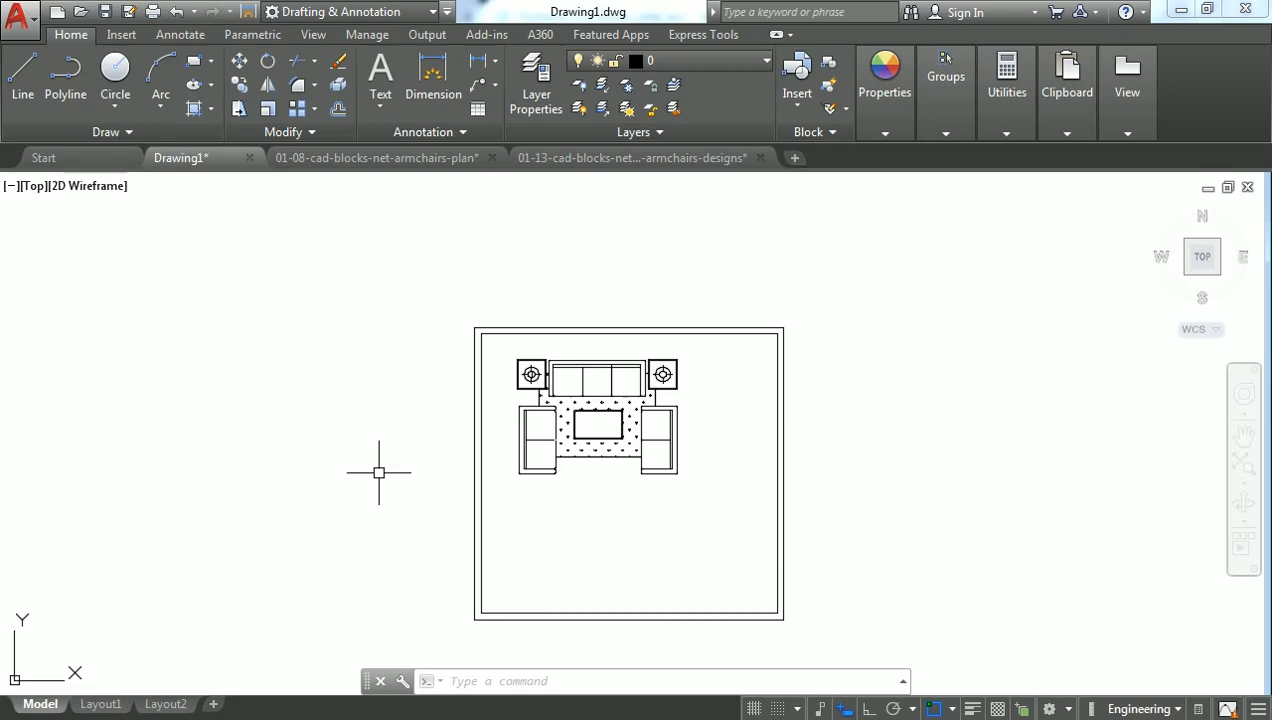 A Drafting & Annotation Drawing1.dwg Type a keyword or phrase Sign In ?
Home Insert Annotate Parametric View Manage Output Add-ins A360 Featured Apps Express Tools
Line Polyline Circle Arc A Text Dimension Layer Properties 0 Insert Properties Groups Utilities Clipboard View
Draw Modify Annotation Layers Block
Start Drawing1* 01-08-cad-blocks-net-armchairs-plan* 01-13-cad-blocks-net...-armchairs-designs* +
[−][Top][2D Wireframe]
N
W TOP E
S
WCS
Y
X
Type a command
Model Layout1 Layout2 + Engineering